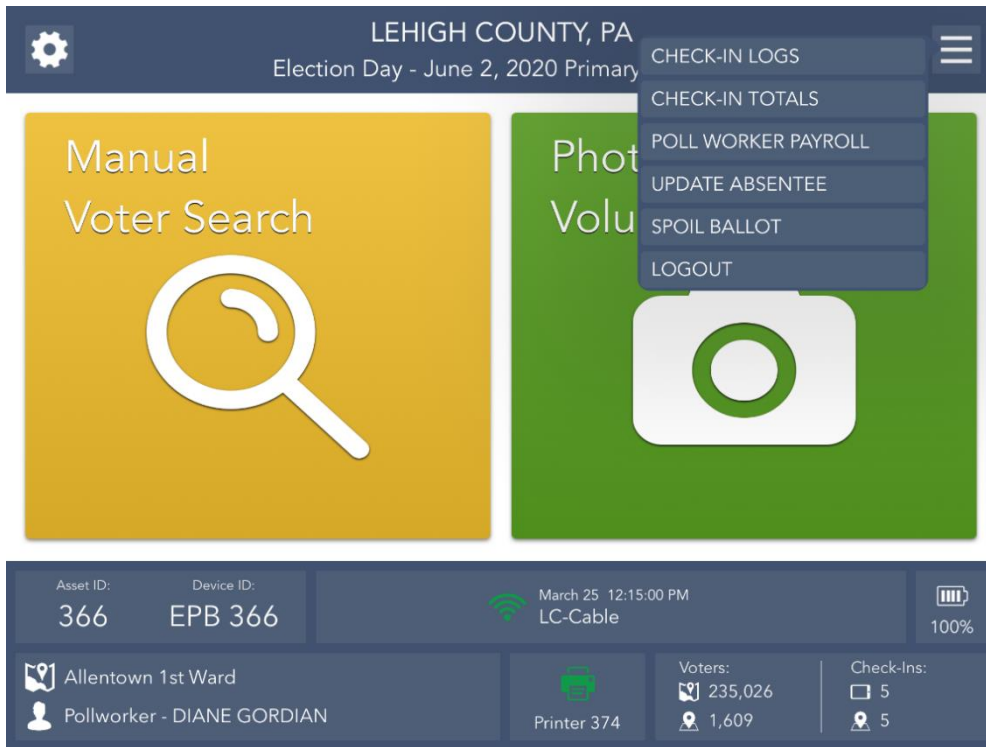 LEHIGH COUNTY, PA
Election Day - June 2, 2020 Primary
CHECK-IN LOGS
CHECK-IN TOTALS
POLL WORKER PAYROLL
UPDATE ABSENTEE
SPOIL BALLOT
LOGOUT
Manual
Voter Search
Phot
Volu
Asset ID:
366
Device ID:
EPB 366
March 25 12:15:00 PM
LC-Cable
100%
Allentown 1st Ward
Pollworker - DIANE GORDIAN
Printer 374
Voters:
235,026
1,609
Check-Ins:
5
5